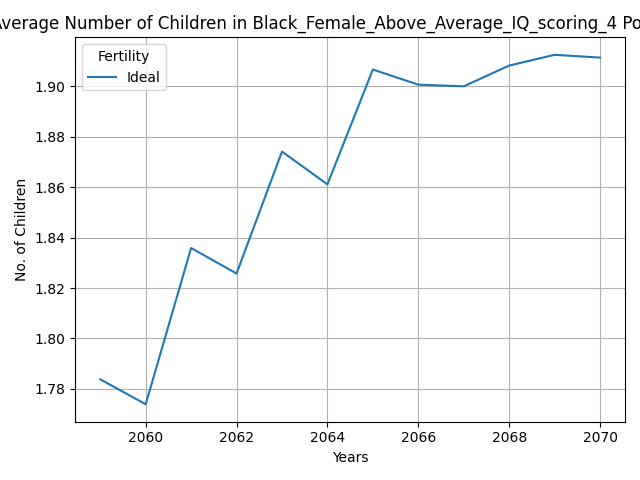 Average Number of Children in Black_Female_Above_Average_IQ_scoring_4 Po
Fertility
Ideal
No. of Children
1.90
1.88
1.86
1.84
1.82
1.80
1.78
2060 2062 2064 2066 2068 2070
Years